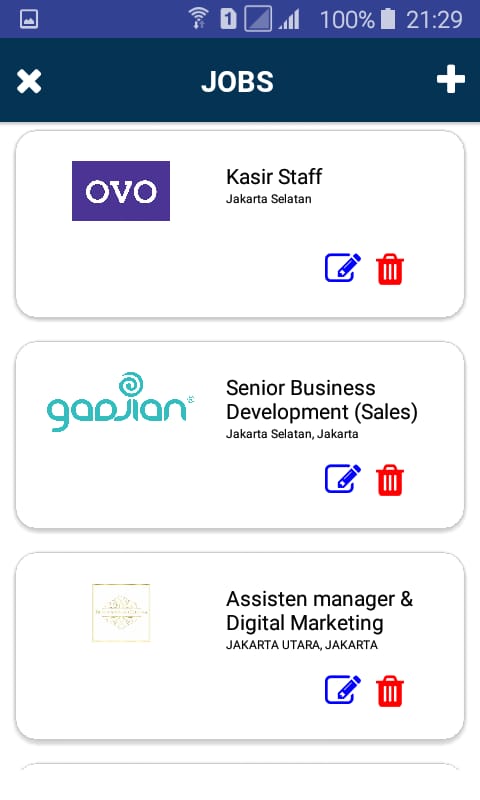 1
100%
21:29
JOBS
OVO
Kasir Staff
Jakarta Selatan
gadjian
Senior Business
Development (Sales)
Jakarta Selatan, Jakarta
Assisten manager &
Digital Marketing
JAKARTA UTARA, JAKARTA